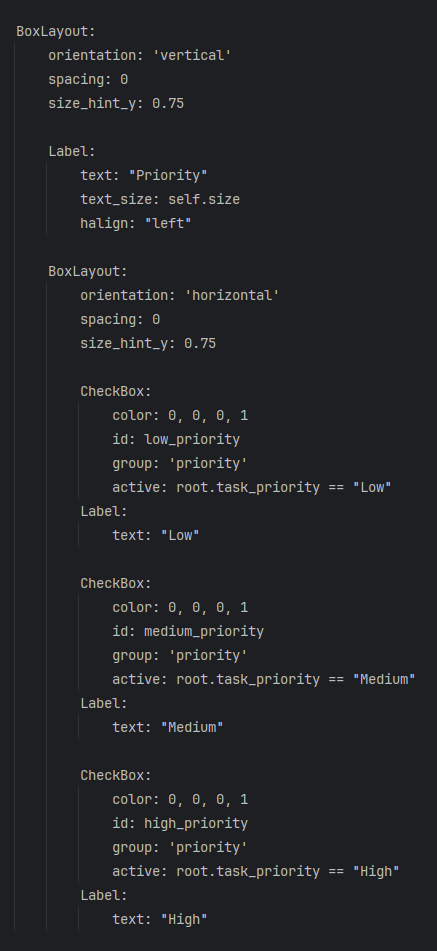 BoxLayout:
    orientation: 'vertical'
    spacing: 0
    size_hint_y: 0.75

    Label:
        text: "Priority"
        text_size: self.size
        halign: "left"

    BoxLayout:
        orientation: 'horizontal'
        spacing: 0
        size_hint_y: 0.75

        CheckBox:
            color: 0, 0, 0, 1
            id: low_priority
            group: 'priority'
            active: root.task_priority == "Low"
        Label:
            text: "Low"

        CheckBox:
            color: 0, 0, 0, 1
            id: medium_priority
            group: 'priority'
            active: root.task_priority == "Medium"
        Label:
            text: "Medium"

        CheckBox:
            color: 0, 0, 0, 1
            id: high_priority
            group: 'priority'
            active: root.task_priority == "High"
        Label:
            text: "High"